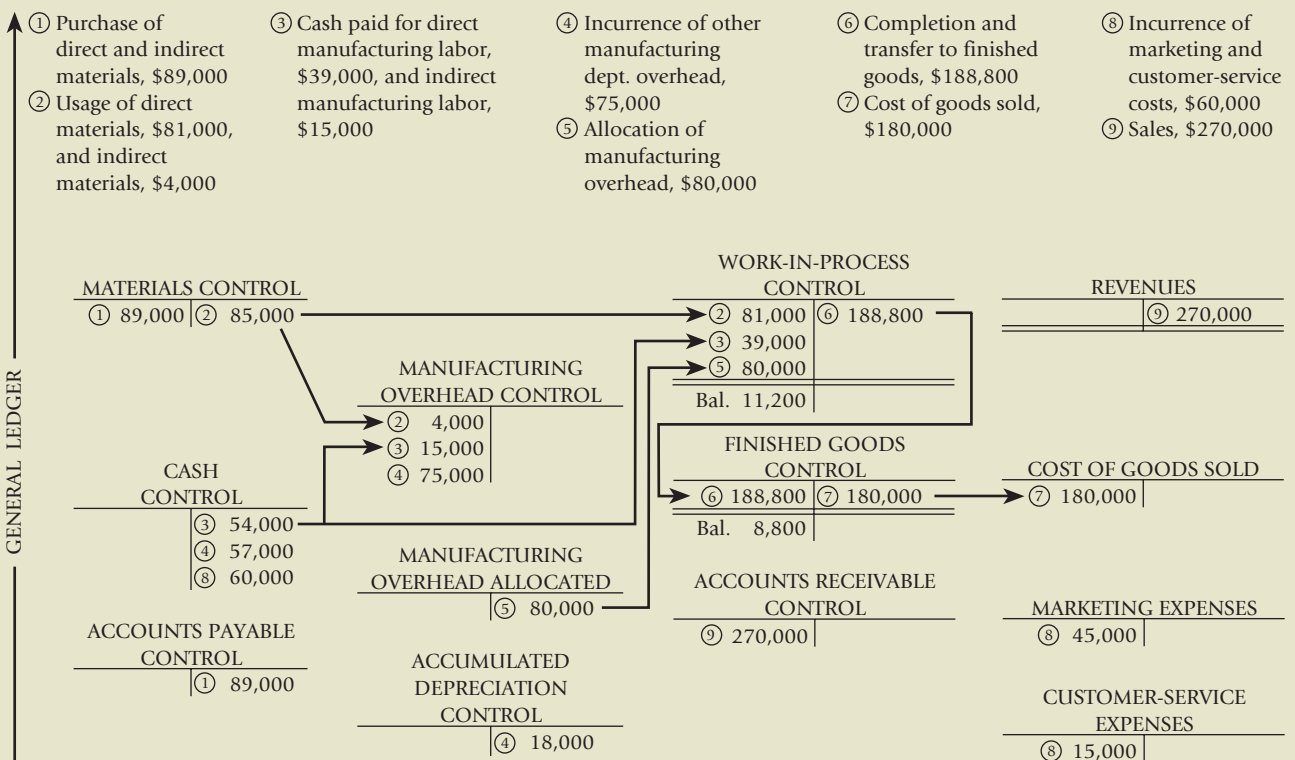 ① Purchase of
direct and indirect
materials, $89,000
② Usage of direct
materials, $81,000,
and indirect
materials, $4,000
③ Cash paid for direct
manufacturing labor,
$39,000, and indirect
manufacturing labor,
$15,000
④ Incurrence of other
manufacturing
dept. overhead,
$75,000
⑤ Allocation of
manufacturing
overhead, $80,000
⑥ Completion and
transfer to finished
goods, $188,800
⑦ Cost of goods sold,
$180,000
⑧ Incurrence of
marketing and
customer-service
costs, $60,000
⑨ Sales, $270,000
GENERAL LEDGER
MATERIALS CONTROL
① 89,000 ② 85,000
CASH
CONTROL
③ 54,000
④ 57,000
⑧ 60,000
ACCOUNTS PAYABLE
CONTROL
① 89,000
MANUFACTURING
OVERHEAD CONTROL
② 4,000
③ 15,000
④ 75,000
MANUFACTURING
OVERHEAD ALLOCATED
⑤ 80,000
ACCUMULATED
DEPRECIATION
CONTROL
④ 18,000
WORK-IN-PROCESS
CONTROL
② 81,000 ⑥ 188,800
③ 39,000
⑤ 80,000
Bal. 11,200
FINISHED GOODS
CONTROL
⑥ 188,800 ⑦ 180,000
Bal. 8,800
ACCOUNTS RECEIVABLE
CONTROL
⑨ 270,000
REVENUES
⑨ 270,000
COST OF GOODS SOLD
⑦ 180,000
MARKETING EXPENSES
⑧ 45,000
CUSTOMER-SERVICE
EXPENSES
⑧ 15,000